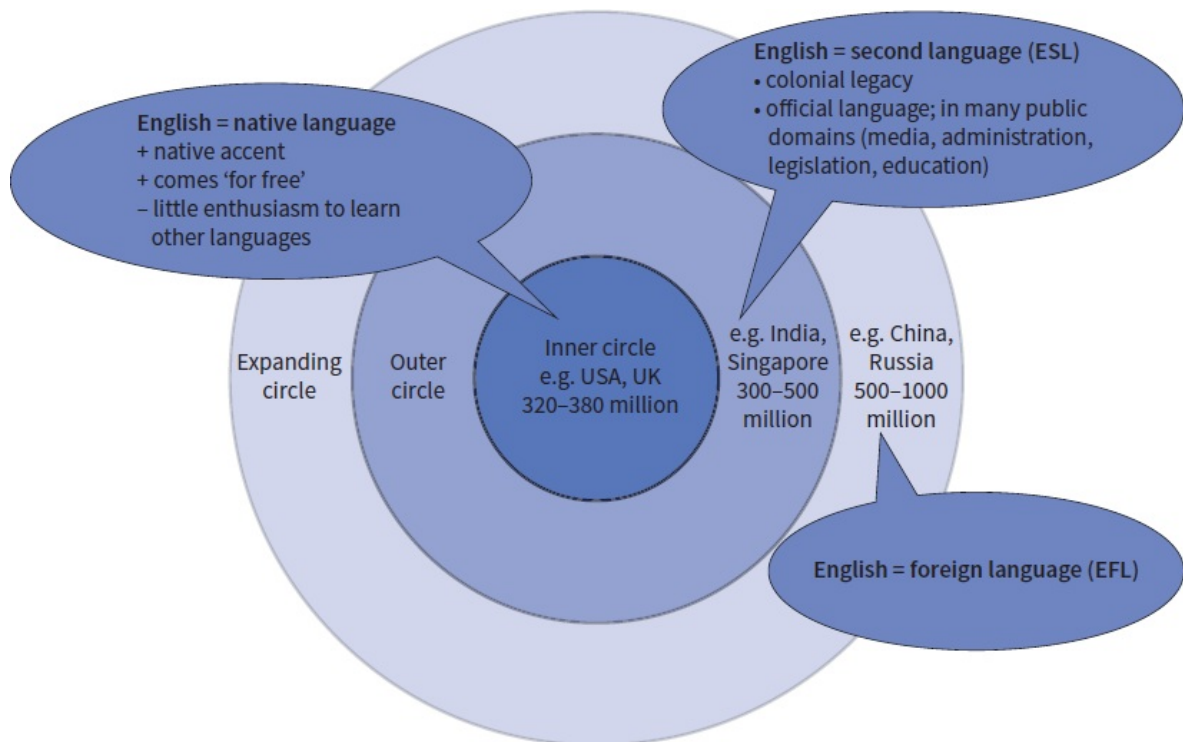 English = native language
+ native accent
+ comes ‘for free’
– little enthusiasm to learn
other languages
English = second language (ESL)
• colonial legacy
• official language; in many public
domains (media, administration,
legislation, education)
Expanding
circle
Outer
circle
Inner circle
e.g. USA, UK
320–380 million
e.g. India,
Singapore
300–500
million
e.g. China,
Russia
500–1000
million
English = foreign language (EFL)